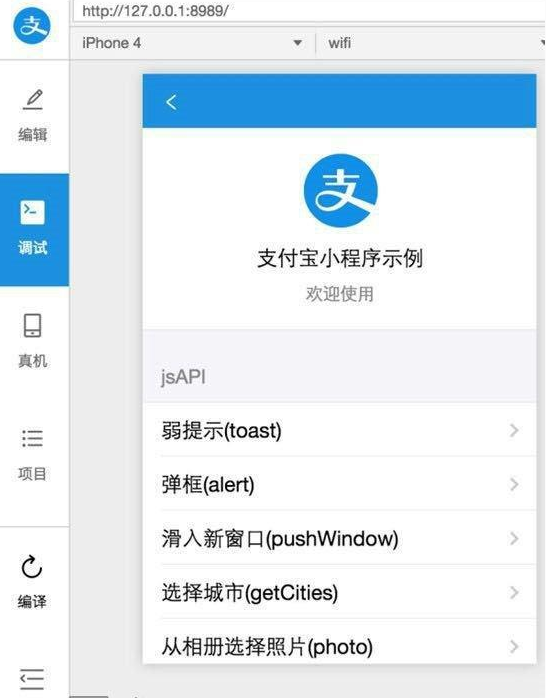 支
http://127.0.0.1:8989/
iPhone 4
wifi
编辑
调试
真机
项目
编译
支
支付宝小程序示例
欢迎使用
jsAPI
弱提示(toast)
弹框(alert)
滑入新窗口(pushWindow)
选择城市(getCities)
从相册选择照片(photo)